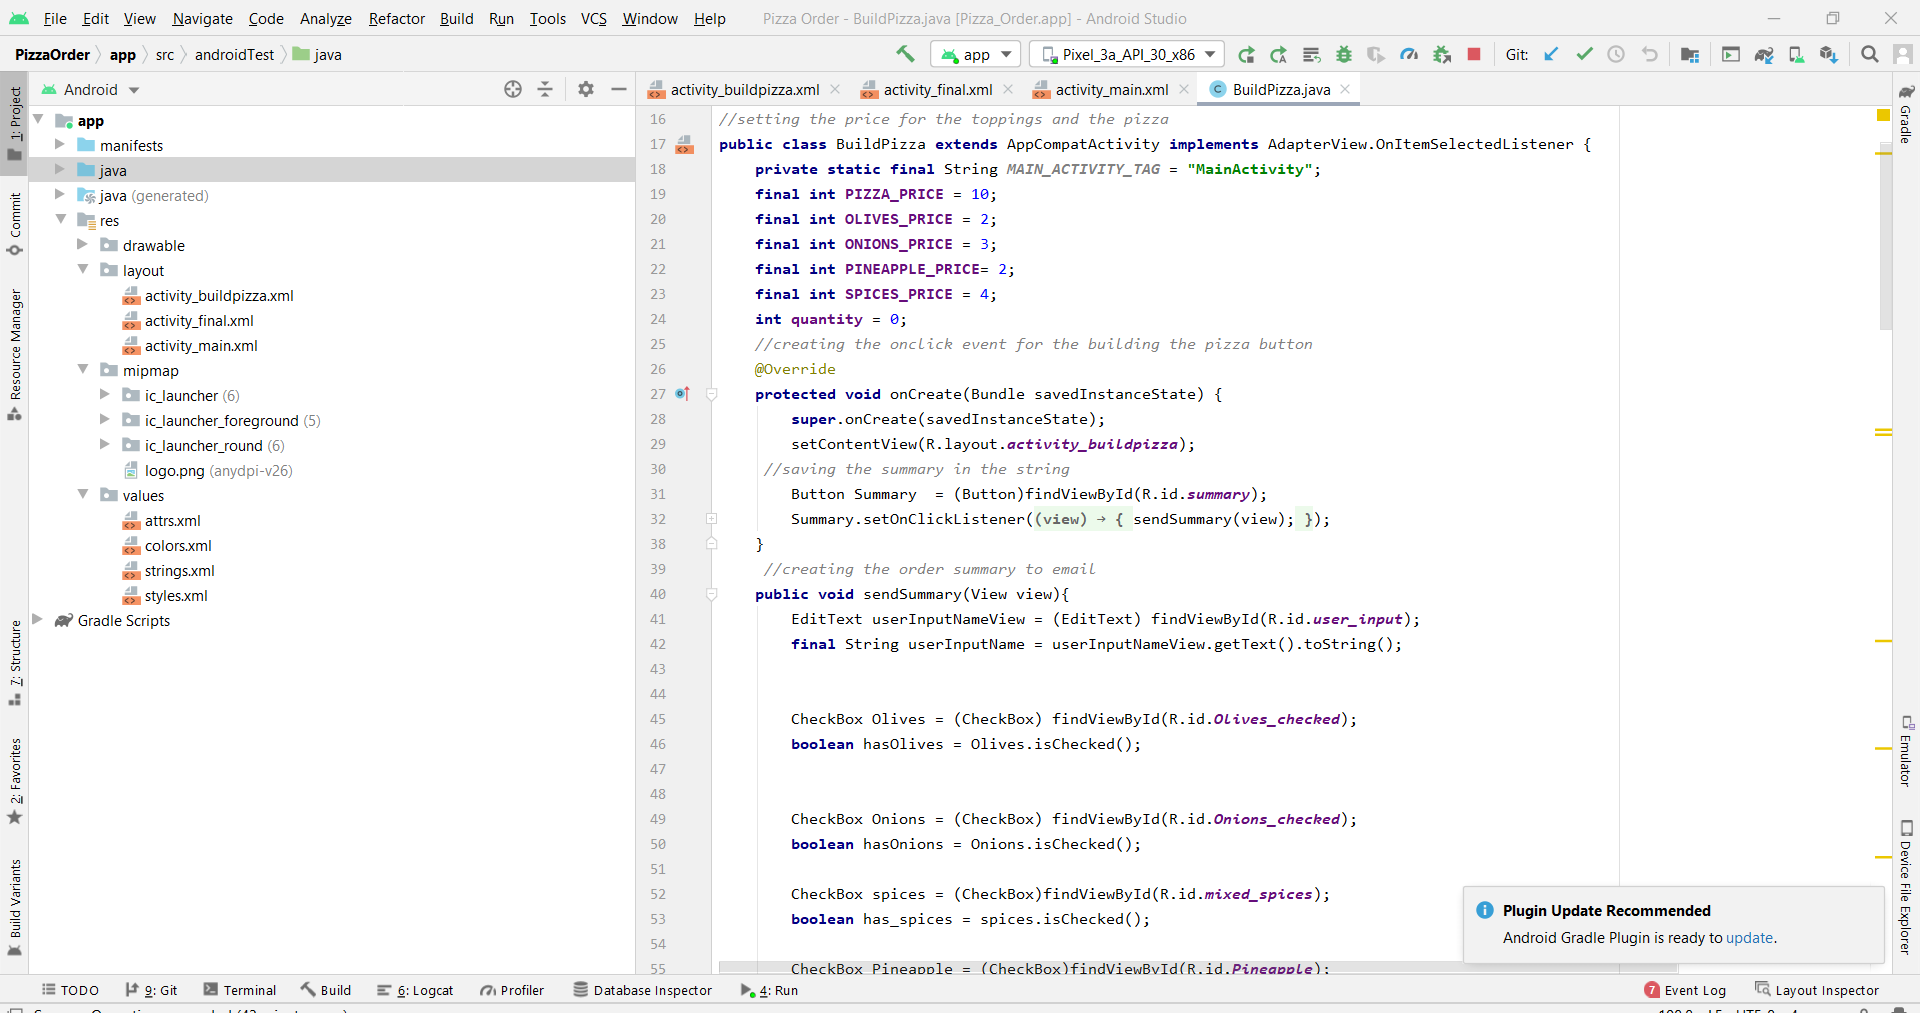 File Edit View Navigate Code Analyze Refactor Build Run Tools VCS Window Help Pizza Order - BuildPizza.java [Pizza_Order.app] - Android Studio
PizzaOrder app src androidTest java app Pixel_3a_API_30_x86 Git:
Android
activity_buildpizza.xml activity_final.xml activity_main.xml BuildPizza.java
1: Project
Commit
Resource Manager
7: Structure
2: Favorites
Build Variants
app
manifests
java
java (generated)
res
drawable
layout
activity_buildpizza.xml
activity_final.xml
activity_main.xml
mipmap
ic_launcher (6)
ic_launcher_foreground (5)
ic_launcher_round (6)
logo.png (anydpi-v26)
values
attrs.xml
colors.xml
strings.xml
styles.xml
Gradle Scripts
16 //setting the price for the toppings and the pizza
17 public class BuildPizza extends AppCompatActivity implements AdapterView.OnItemSelectedListener {
18 private static final String MAIN_ACTIVITY_TAG = "MainActivity";
19 final int PIZZA_PRICE = 10;
20 final int OLIVES_PRICE = 2;
21 final int ONIONS_PRICE = 3;
22 final int PINEAPPLE_PRICE= 2;
23 final int SPICES_PRICE = 4;
24 int quantity = 0;
25 //creating the onclick event for the building the pizza button
26 @Override
27 protected void onCreate(Bundle savedInstanceState) {
28 super.onCreate(savedInstanceState);
29 setContentView(R.layout.activity_buildpizza);
30 //saving the summary in the string
31 Button Summary  = (Button)findViewById(R.id.summary);
32 Summary.setOnClickListener((view) → { sendSummary(view); });
38 }
39 //creating the order summary to email
40 public void sendSummary(View view){
41 EditText userInputNameView = (EditText) findViewById(R.id.user_input);
42 final String userInputName = userInputNameView.getText().toString();
43
44
45 CheckBox Olives = (CheckBox) findViewById(R.id.Olives_checked);
46 boolean hasOlives = Olives.isChecked();
47
48
49 CheckBox Onions = (CheckBox) findViewById(R.id.Onions_checked);
50 boolean hasOnions = Onions.isChecked();
51
52 CheckBox spices = (CheckBox)findViewById(R.id.mixed_spices);
53 boolean has_spices = spices.isChecked();
54
55 CheckBox Pineapple = (CheckBox)findViewById(R.id.Pineapple);
Gradle
Emulator
Device File Explorer
Plugin Update Recommended
Android Gradle Plugin is ready to update.
TODO 9: Git Terminal Build 6: Logcat Profiler Database Inspector 4: Run 7 Event Log Layout Inspector